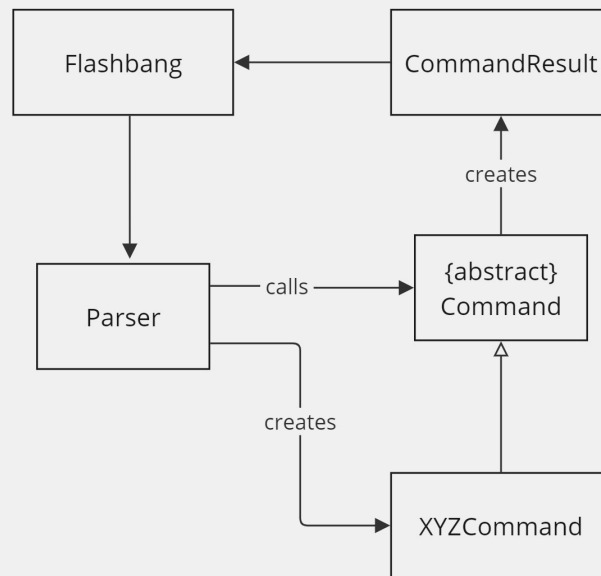 Flashbang
CommandResult
creates
{abstract}
Command
calls
Parser
creates
XYZCommand